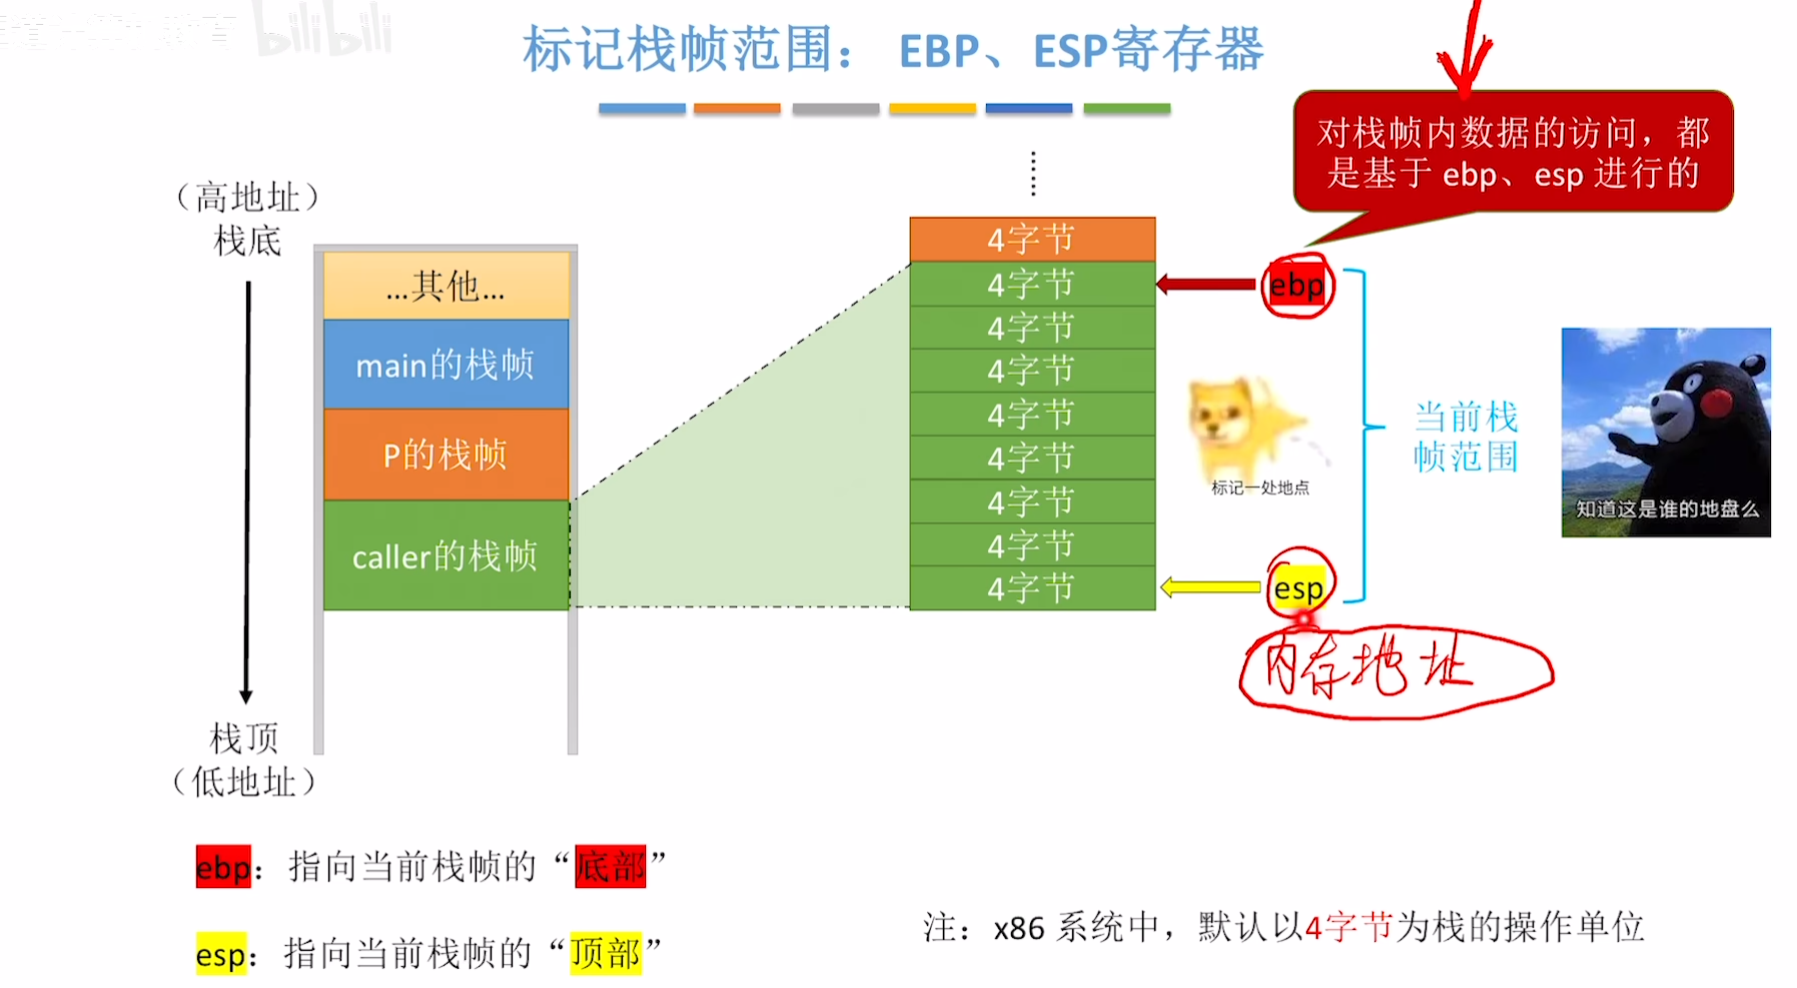 bilibili
标记栈帧范围： EBP、ESP寄存器
对栈帧内数据的访问，都
是基于 ebp、esp 进行的
（高地址）
栈底
...其他...
main的栈帧
P的栈帧
caller的栈帧
栈顶
（低地址）
4字节
4字节
4字节
4字节
4字节
4字节
4字节
4字节
4字节
ebp
标记一处地点
esp
内存地址
当前栈
帧范围
知道这是谁的地盘么
ebp：指向当前栈帧的“底部”
esp：指向当前栈帧的“顶部”
注：x86 系统中，默认以4字节为栈的操作单位